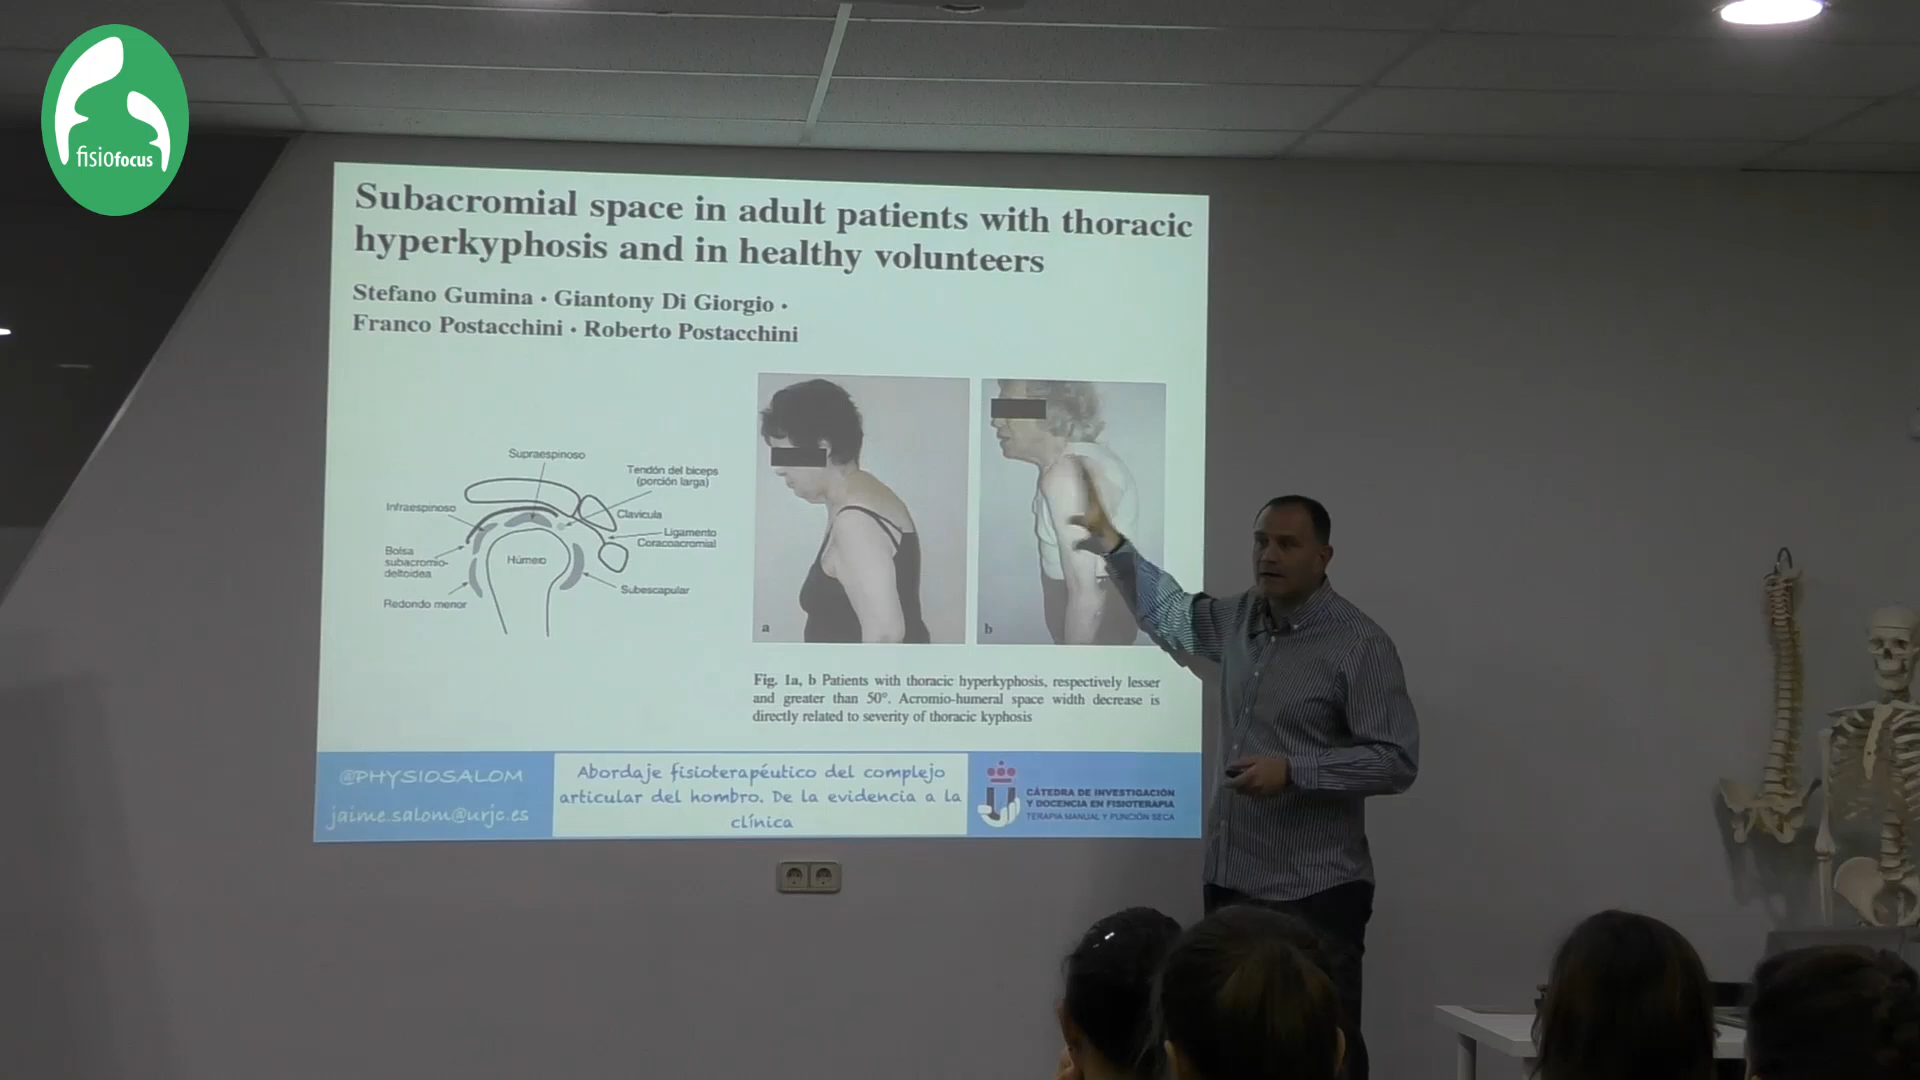 fisiofocus
Subacromial space in adult patients with thoracic
hyperkyphosis and in healthy volunteers
Stefano Gumina · Giantony Di Giorgio ·
Franco Postacchini · Roberto Postacchini
Supraespinoso
Tendón del biceps
(porción larga)
Infraespinoso
Clavicula
Ligamento
Coracoacromial
Bolsa
subacromio-
deltoidea
Húmero
Subescapular
Redondo menor
a
b
Fig. 1a, b Patients with thoracic hyperkyphosis, respectively lesser
and greater than 50°. Acromio-humeral space width decrease is
directly related to severity of thoracic kyphosis
@PHYSIOSALOM
jaime.salom@urjc.es
Abordaje fisioterapéutico del complejo
articular del hombro. De la evidencia a la
clínica
CÁTEDRA DE INVESTIGACIÓN
Y DOCENCIA EN FISIOTERAPIA
TERAPIA MANUAL Y PUNCIÓN SECA